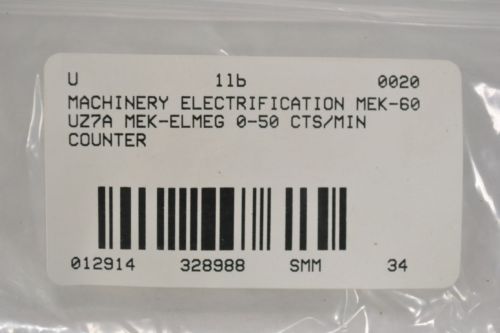 U 1lb 0020
MACHINERY ELECTRIFICATION MEK-60
UZ7A MEK-ELMEG 0-50 CTS/MIN
COUNTER
012914 328988 SMM 34